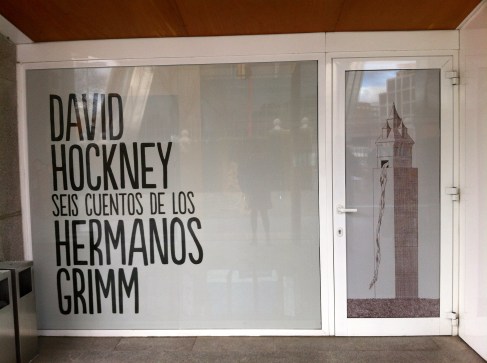 DAVID
HOCKNEY
SEIS CUENTOS DE LOS
HERMANOS
GRIMM